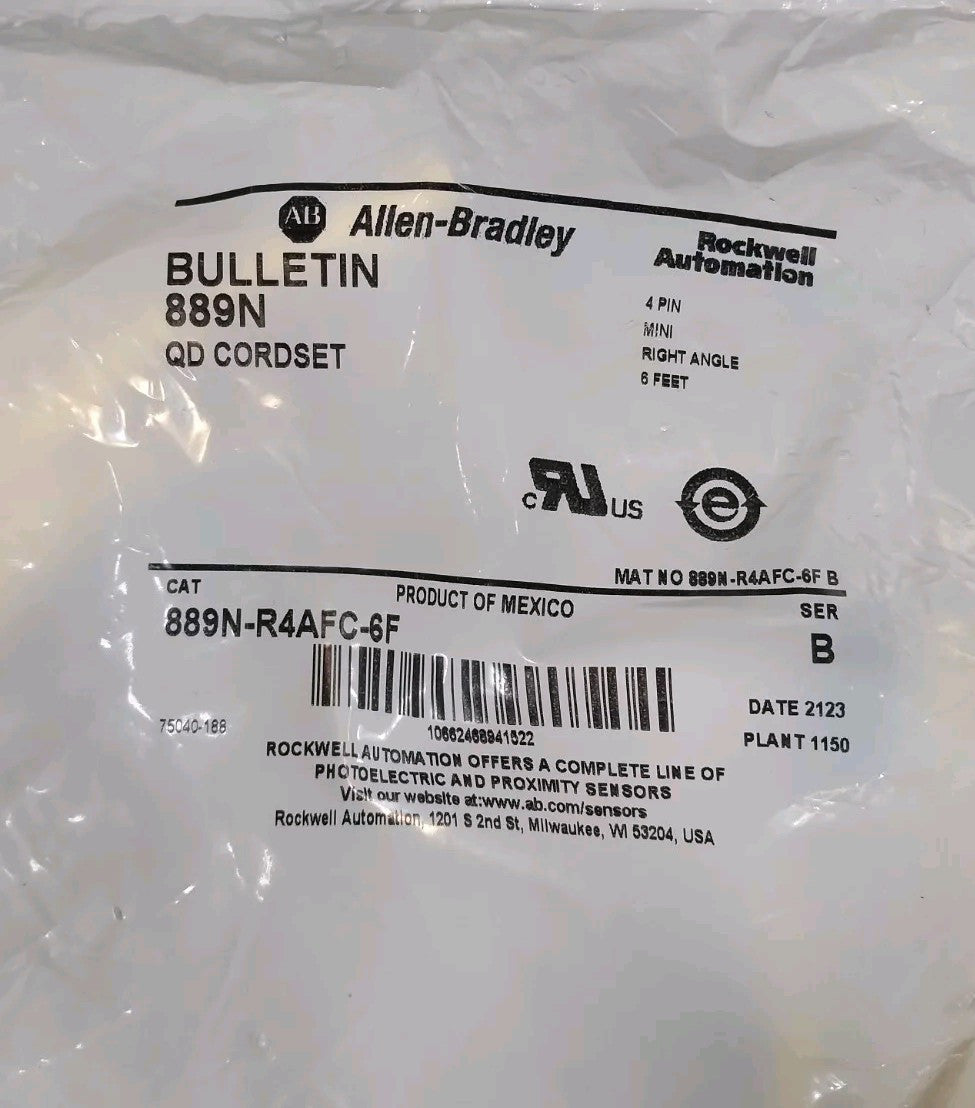 AB Allen-Bradley
Rockwell
Automation
BULLETIN
889N
QD CORDSET
4 PIN
MINI
RIGHT ANGLE
6 FEET
c RU US
e
MAT NO 889N-R4AFC-6F B
CAT
PRODUCT OF MEXICO
SER
889N-R4AFC-6F
B
DATE 2123
75040-188
10662468941522
PLANT 1150
ROCKWELL AUTOMATION OFFERS A COMPLETE LINE OF
PHOTOELECTRIC AND PROXIMITY SENSORS
Visit our website at:www.ab.com/sensors
Rockwell Automation, 1201 S 2nd St, Milwaukee, WI 53204, USA